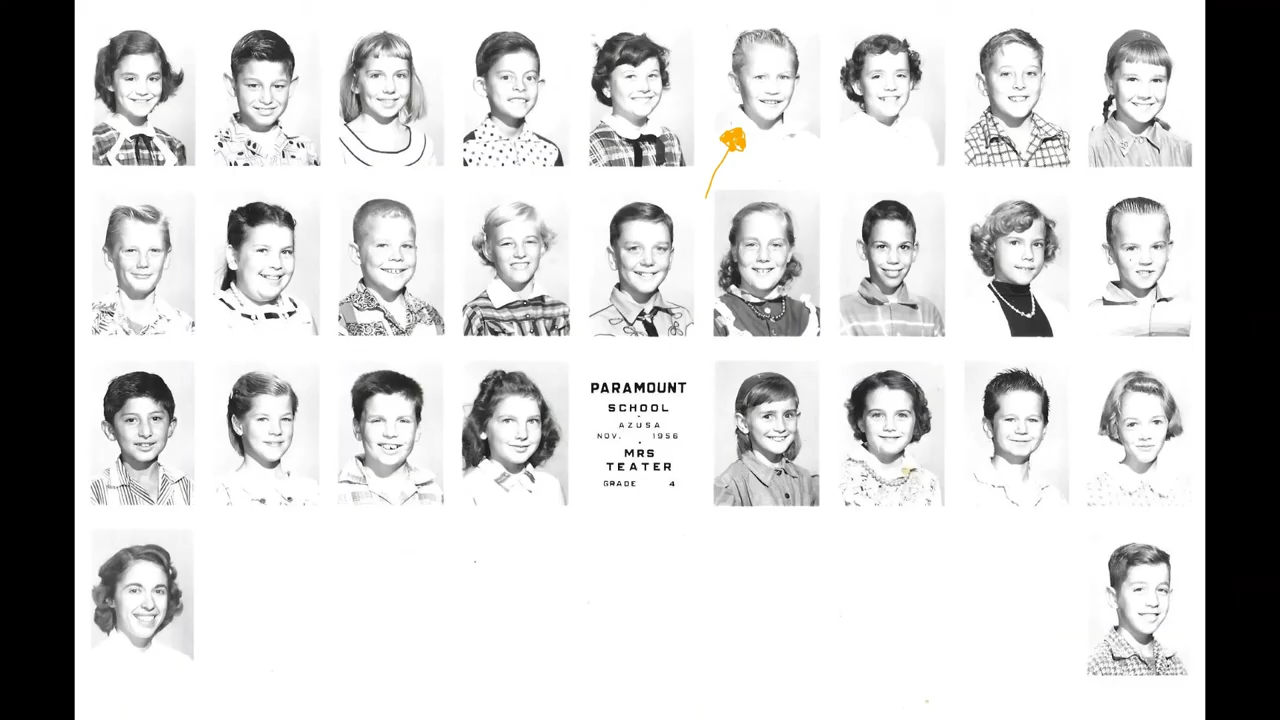 PARAMOUNT
SCHOOL
AZUSA
NOV. 1956
MRS
TEATER
GRADE 4